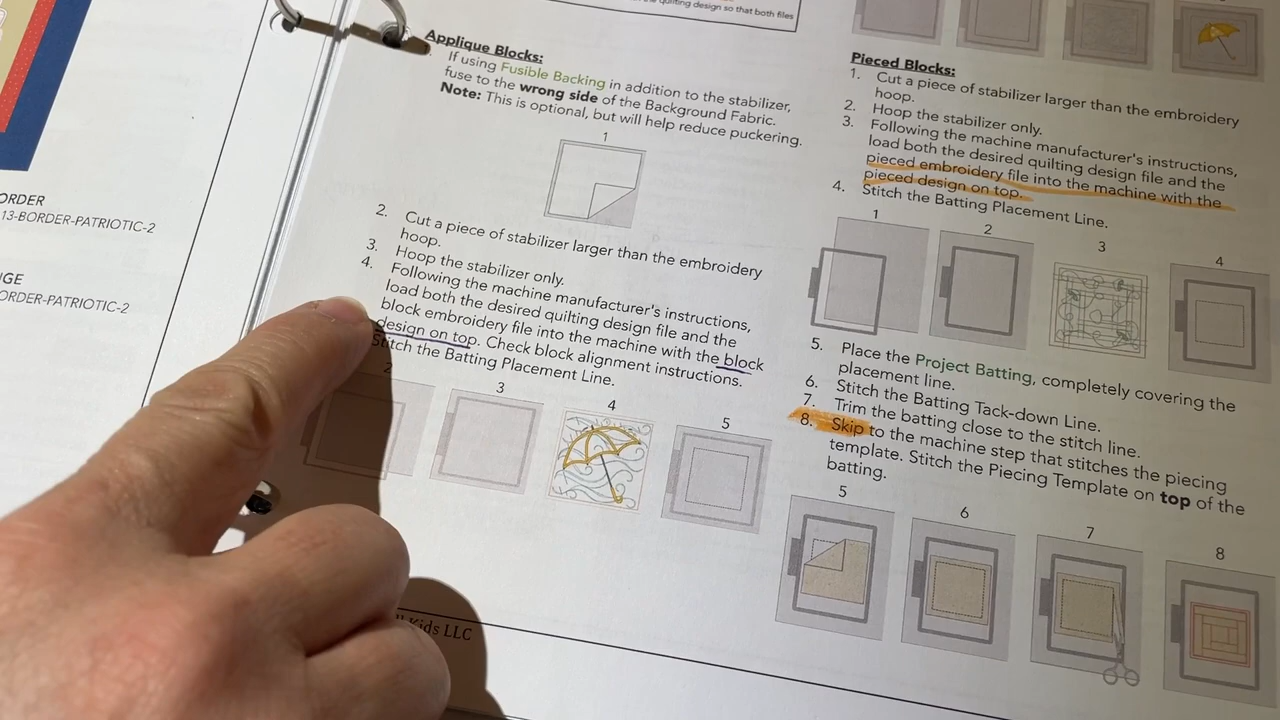 the quilting design so that both files
ORDER
13-BORDER-PATRIOTIC-2
GE
ORDER-PATRIOTIC-2
Applique Blocks:
If using Fusible Backing in addition to the stabilizer,
fuse to the wrong side of the Background Fabric.
Note: This is optional, but will help reduce puckering.
1
2. Cut a piece of stabilizer larger than the embroidery
hoop.
3. Hoop the stabilizer only.
4. Following the machine manufacturer's instructions,
load both the desired quilting design file and the
block embroidery file into the machine with the block
design on top. Check block alignment instructions.
Stitch the Batting Placement Line.
2 3 4 5
Kids LLC
Pieced Blocks:
1. Cut a piece of stabilizer larger than the embroidery
hoop.
2. Hoop the stabilizer only.
3. Following the machine manufacturer's instructions,
load both the desired quilting design file and the
pieced embroidery file into the machine with the
pieced design on top.
4. Stitch the Batting Placement Line.
1 2 3 4
5. Place the Project Batting, completely covering the
placement line.
6. Stitch the Batting Tack-down Line.
7. Trim the batting close to the stitch line.
8. Skip to the machine step that stitches the piecing
template. Stitch the Piecing Template on top of the
batting.
5 6 7 8